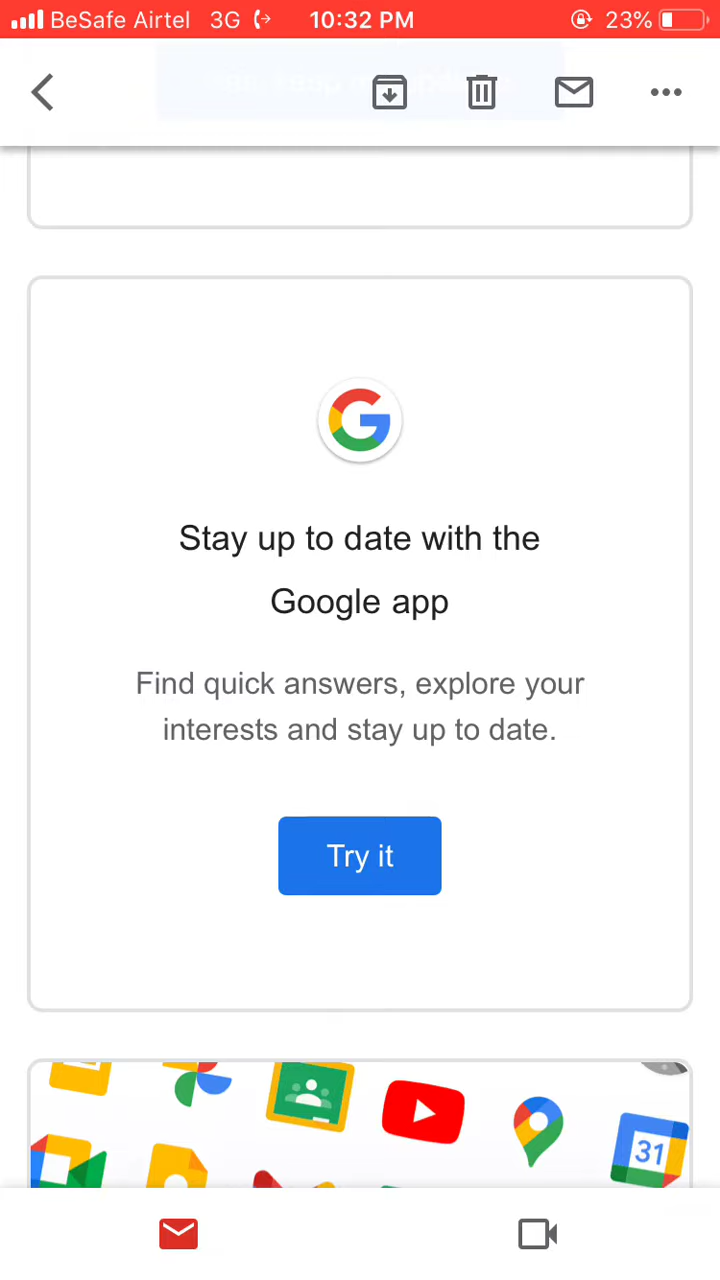 BeSafe Airtel 3G 10:32 PM 23%
Stay up to date with the
Google app
Find quick answers, explore your
interests and stay up to date.
Try it
31